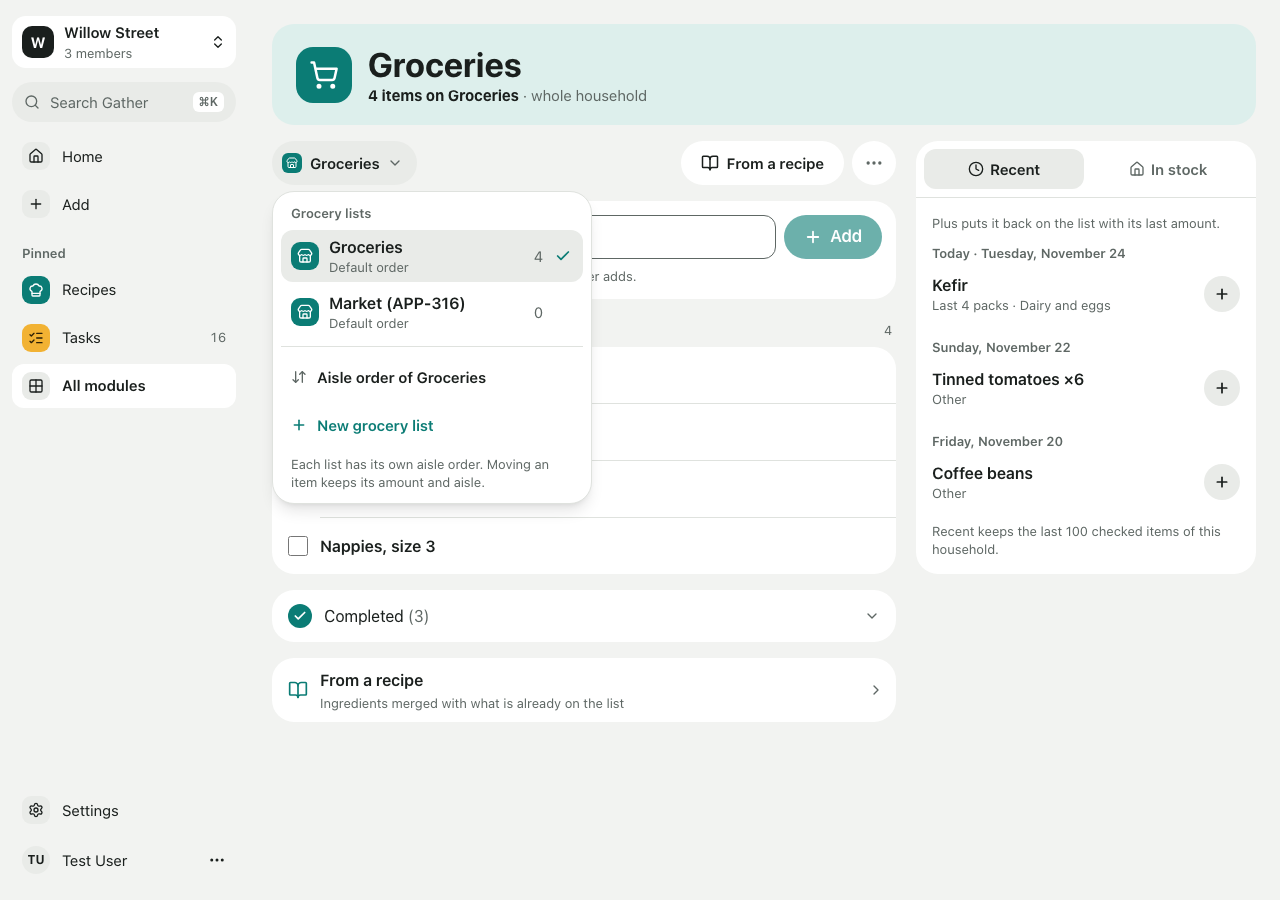 W
Willow Street
3 members
Search Gather
⌘K
Home
Add
Pinned
Recipes
Tasks
16
All modules
Settings
TU
Test User
Groceries
4 items on Groceries · whole household
Groceries
From a recipe
Grocery lists
Groceries
Default order
4
Market (APP-316)
Default order
0
Aisle order of Groceries
New grocery list
Each list has its own aisle order. Moving an
item keeps its amount and aisle.
Add
adds.
4
Nappies, size 3
Completed (3)
From a recipe
Ingredients merged with what is already on the list
Recent
In stock
Plus puts it back on the list with its last amount.
Today · Tuesday, November 24
Kefir
Last 4 packs · Dairy and eggs
Sunday, November 22
Tinned tomatoes ×6
Other
Friday, November 20
Coffee beans
Other
Recent keeps the last 100 checked items of this
household.